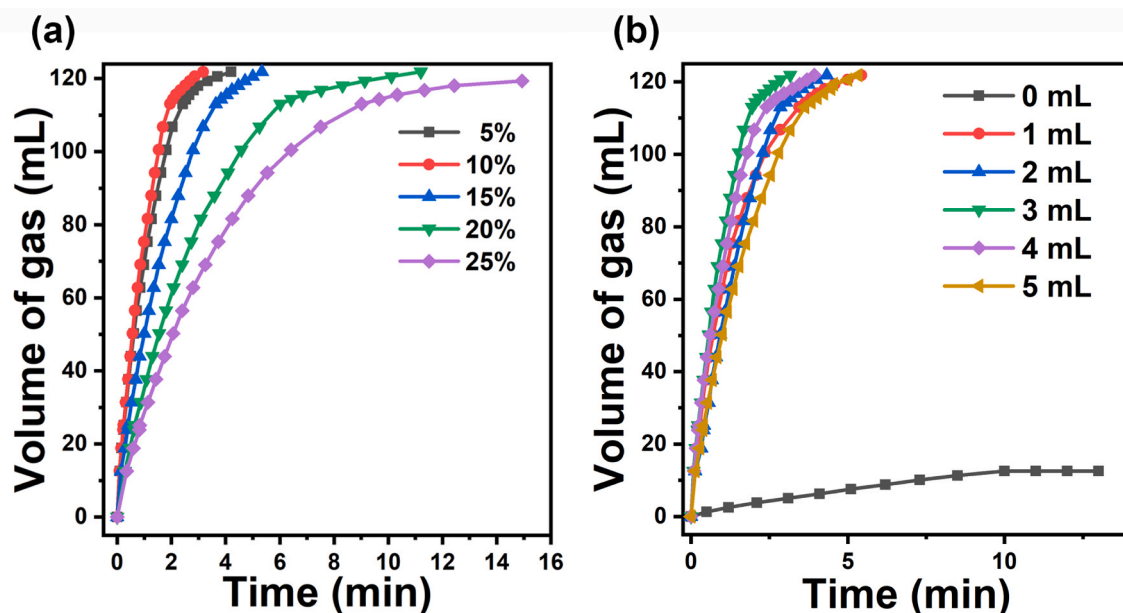 (a)
Volume of gas (mL)
120
100
80
60
40
20
0
5%
10%
15%
20%
25%
0 2 4 6 8 10 12 14 16
Time (min)
(b)
Volume of gas (mL)
120
100
80
60
40
20
0
0 mL
1 mL
2 mL
3 mL
4 mL
5 mL
0 5 10
Time (min)